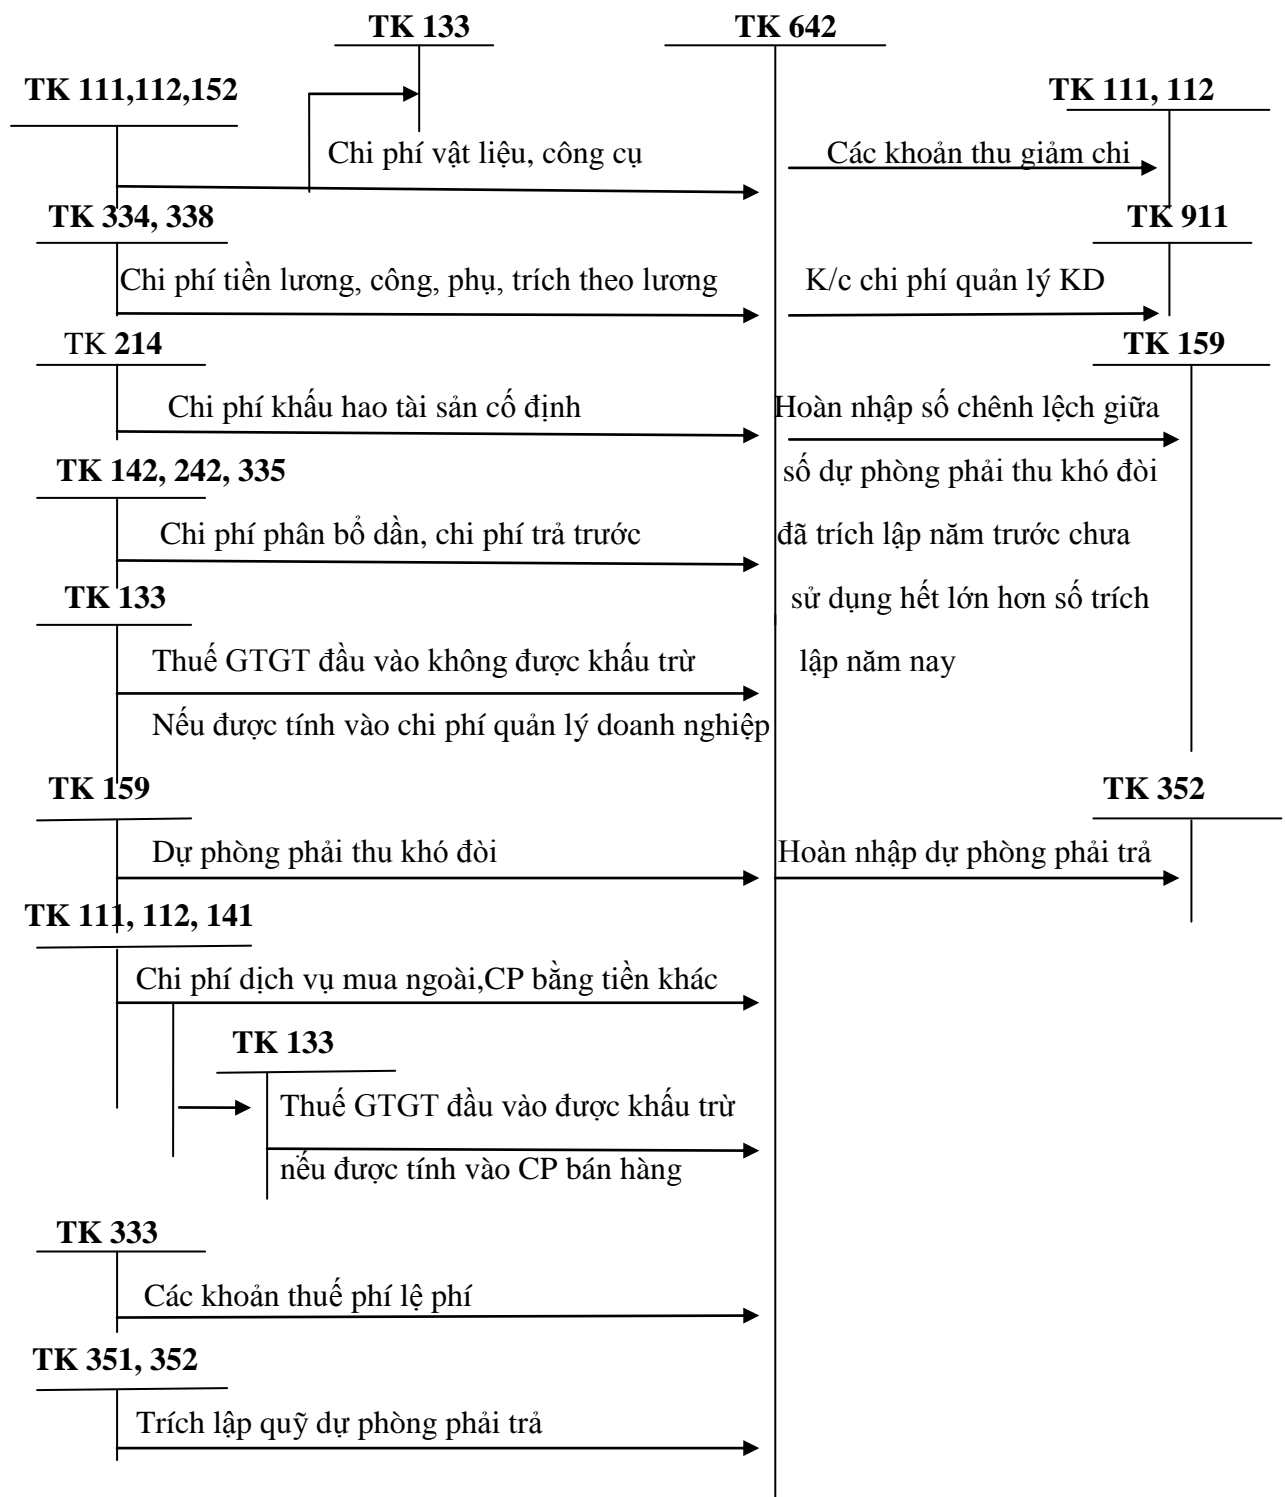 TK 133
TK 642
TK 111,112,152
TK 111, 112
Chi phí vật liệu, công cụ
Các khoản thu giảm chi
TK 334, 338
TK 911
Chi phí tiền lương, công, phụ, trích theo lương
K/c chi phí quản lý KD
TK 214
TK 159
Chi phí khấu hao tài sản cố định
Hoàn nhập số chênh lệch giữa
TK 142, 242, 335
số dự phòng phải thu khó đòi
Chi phí phân bổ dần, chi phí trả trước
đã trích lập năm trước chưa
TK 133
sử dụng hết lớn hơn số trích
Thuế GTGT đầu vào không được khấu trừ
lập năm nay
Nếu được tính vào chi phí quản lý doanh nghiệp
TK 159
TK 352
Dự phòng phải thu khó đòi
Hoàn nhập dự phòng phải trả
TK 111, 112, 141
Chi phí dịch vụ mua ngoài,CP bằng tiền khác
TK 133
Thuế GTGT đầu vào được khấu trừ
nếu được tính vào CP bán hàng
TK 333
Các khoản thuế phí lệ phí
TK 351, 352
Trích lập quỹ dự phòng phải trả